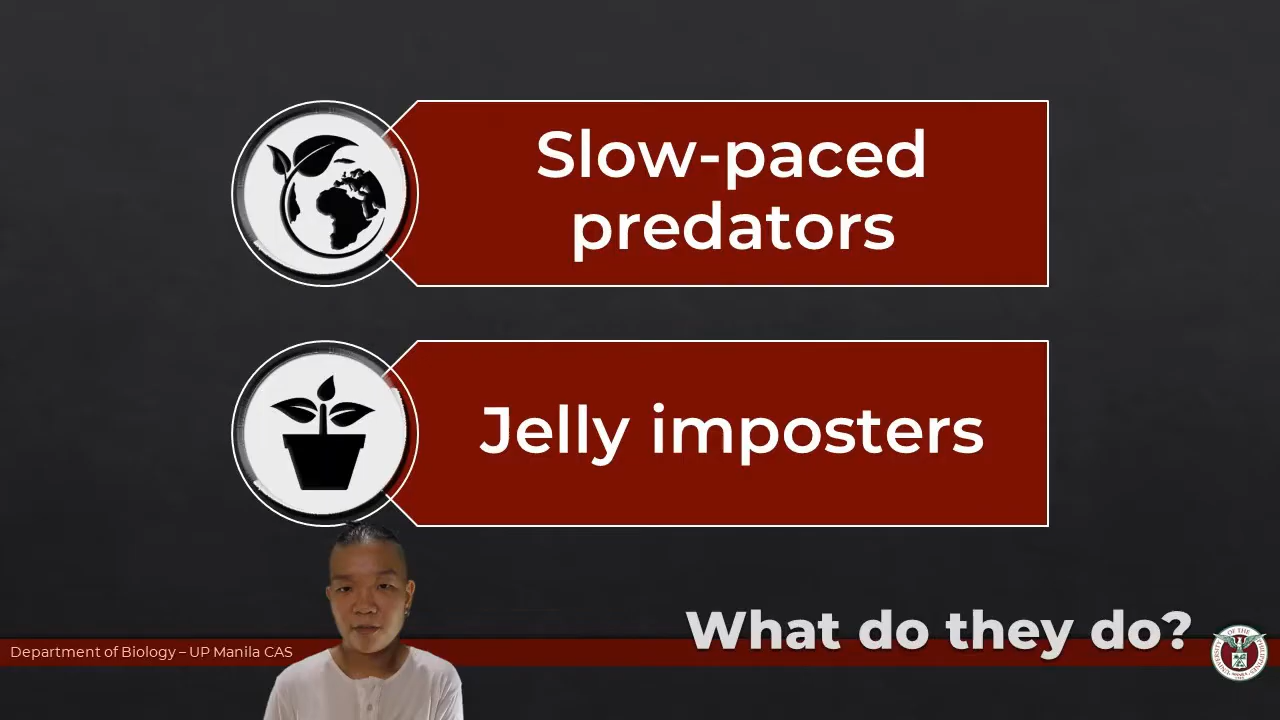 Slow-paced
predators
Jelly imposters
What do they do?
Department of Biology – UP Manila CAS